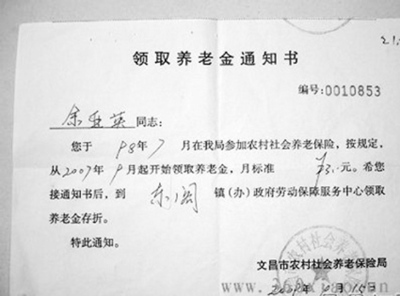 领取养老金通知书
编号:0010853
余亚英同志:
您于98年7月在我局参加农村社会养老保险,按规定,
从2007年9月起开始领取养老金,月标准 元。希您
接通知书后,到东阁镇(办)政府劳动保障服务中心领取
养老金存折。
特此通知。
文昌市农村社会养老保险局